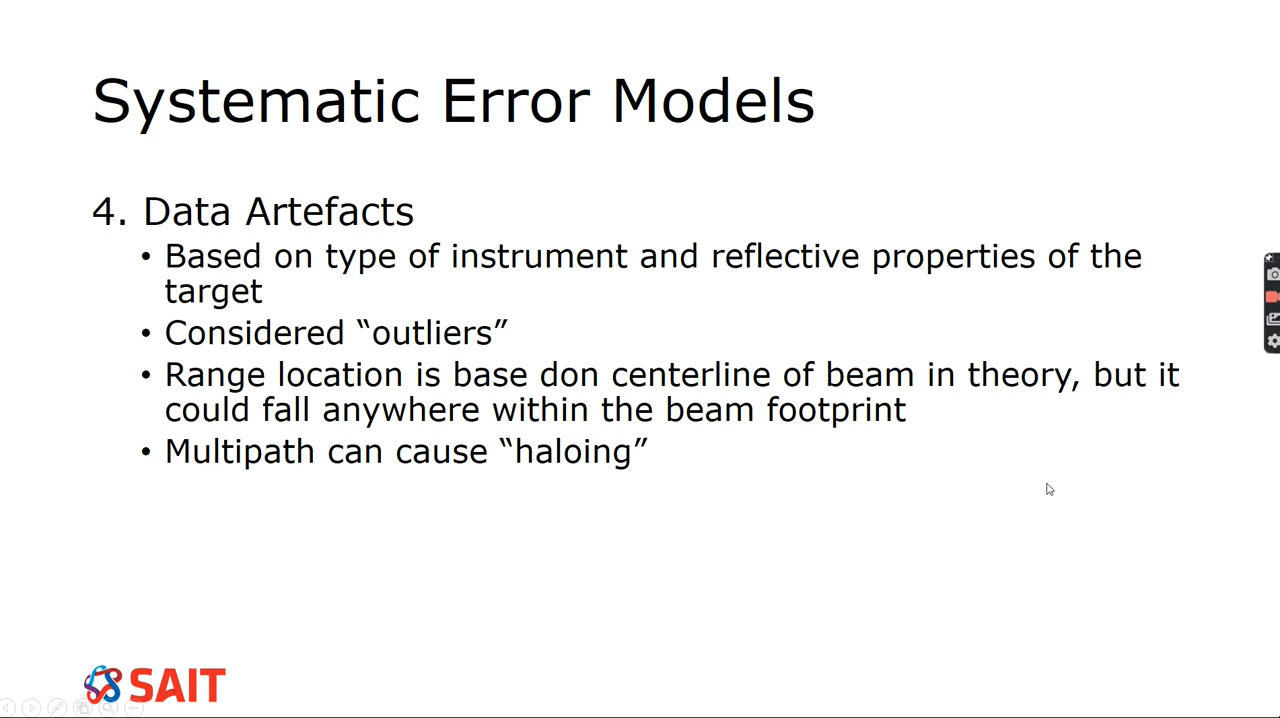 Systematic Error Models
4. Data Artefacts
• Based on type of instrument and reflective properties of the
target
• Considered “outliers”
• Range location is base don centerline of beam in theory, but it
could fall anywhere within the beam footprint
• Multipath can cause “haloing”
SAIT